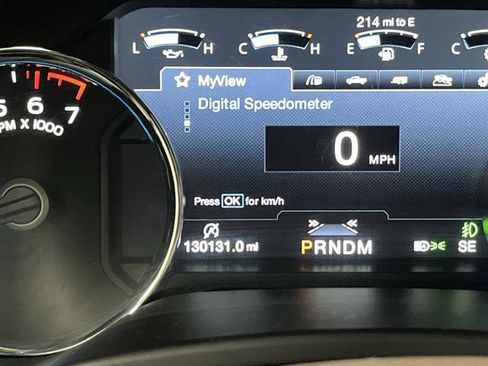 214 mi to E
L H C H E F C
MyView
Digital Speedometer
5 6 7
PM X 1000
0 MPH
Press OK for km/h
130131.0 mi PRNDM SE